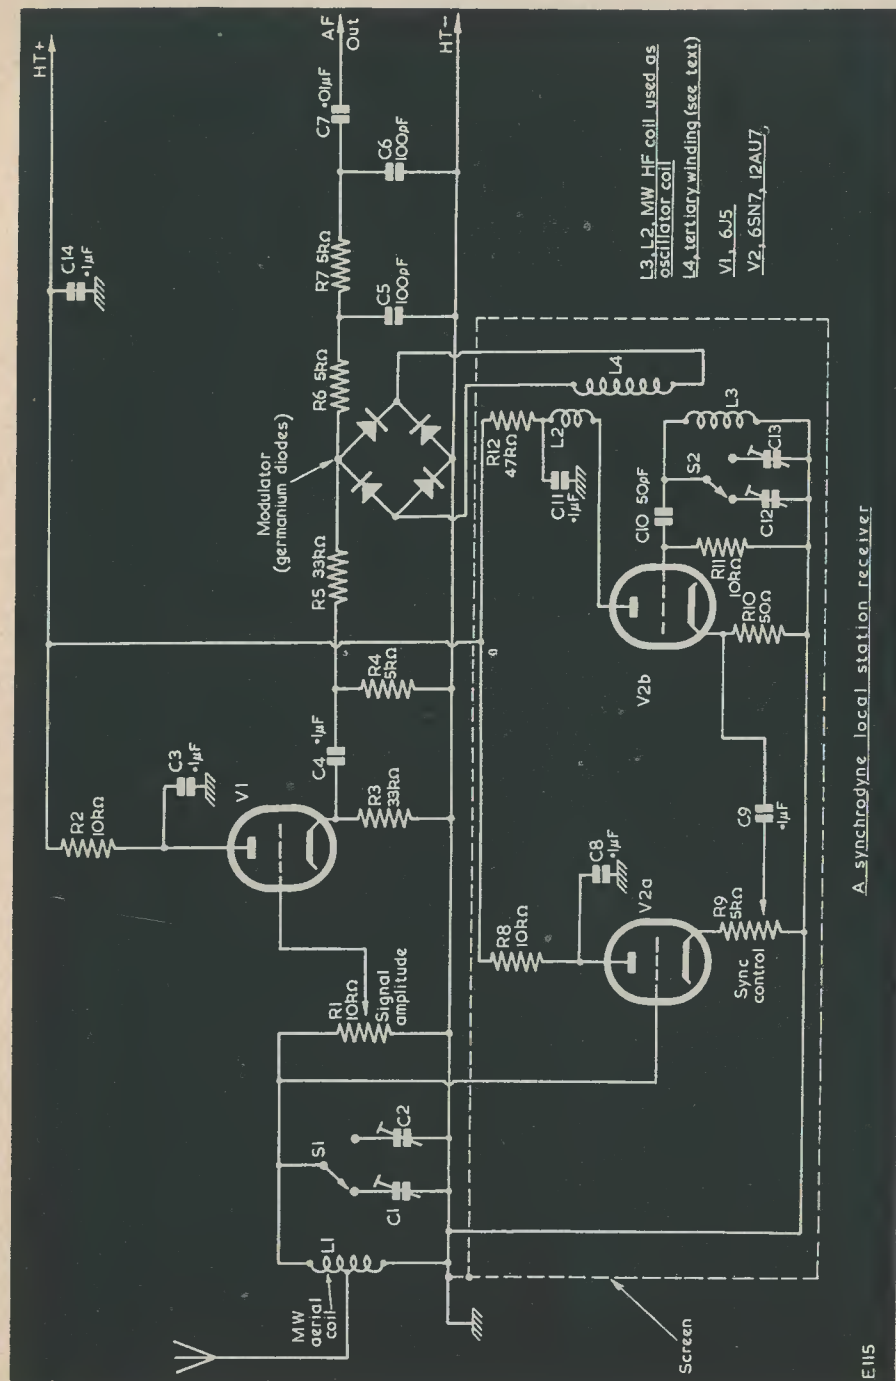 HT+
C14
·1μF
AF
Out
C7 ·01μF
HT−
R2
10kΩ
C3
·1μF
V1
C4 ·1μF
R3
33kΩ
R4
5kΩ
R5 33kΩ
Modulator
(germanium diodes)
R6 5kΩ
R7 5kΩ
C5
100pF
C6
100pF
MW
aerial
coil
L1
S1
C1
C2
R1
10kΩ
Signal
amplitude
R8
10kΩ
C8
·1μF
V2a
R9
5kΩ
Sync
control
C9
·1μF
V2b
R12
47kΩ
C11
·1μF
L2
L4
C10 50pF
R11
10kΩ
R10
50Ω
S2
C12
C13
L3
L3, L2, MW HF coil used as
oscillator coil
L4, tertiary winding (see text)
V1, 6J5
V2, 6SN7, 12AU7,
Screen
E115
A synchrodyne local station receiver